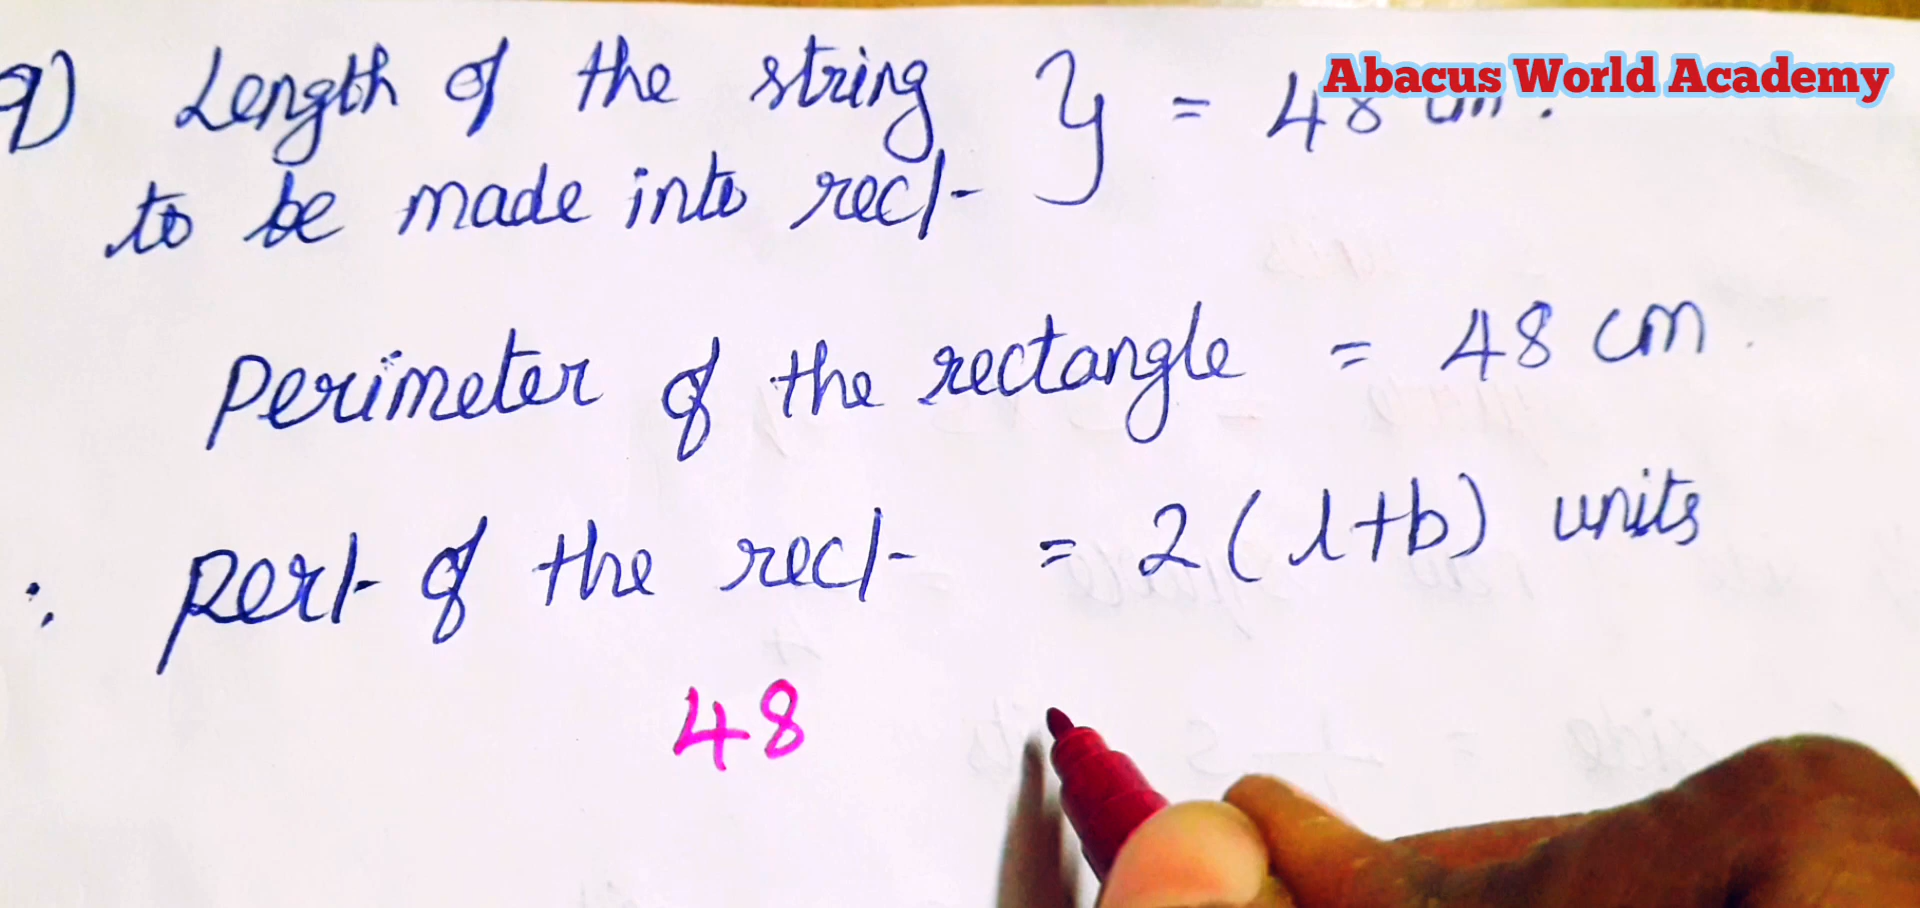 Abacus World Academy
9) Length of the string } = 48 cm.
to be made into rect-
Perimeter of the rectangle = 48 cm.
∴ Pert- of the rect- = 2(l+b) units
48